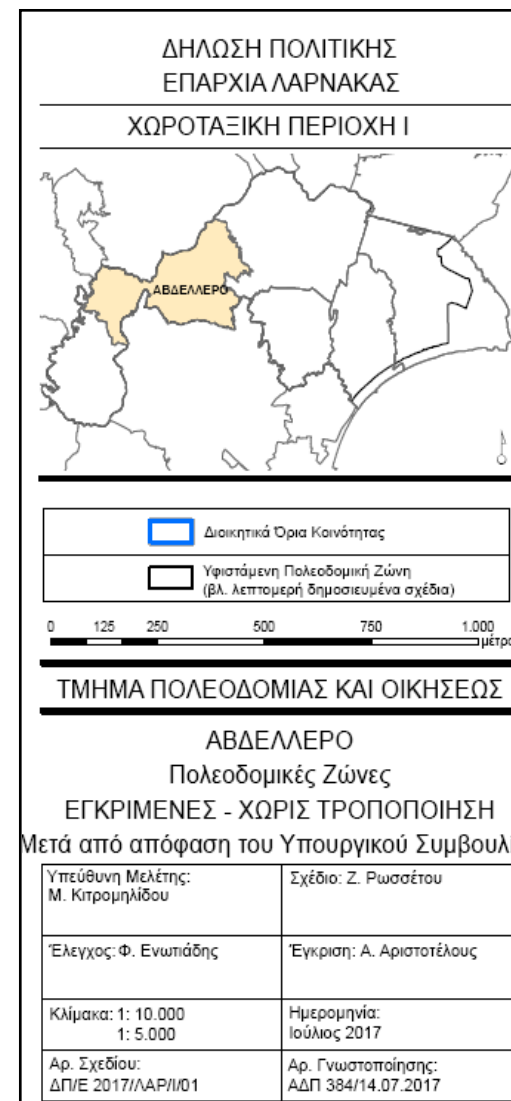 ΔΗΛΩΣΗ ΠΟΛΙΤΙΚΗΣ
ΕΠΑΡΧΙΑ ΛΑΡΝΑΚΑΣ
ΧΩΡΟΤΑΞΙΚΗ ΠΕΡΙΟΧΗ Ι
ΑΒΔΕΛΛΕΡΟ
Διοικητικά Όρια Κοινότητας
Υφιστάμενη Πολεοδομική Ζώνη
(βλ. λεπτομερή δημοσιευμένα σχέδια)
0 125 250 500 750 1.000
μέτρα
ΤΜΗΜΑ ΠΟΛΕΟΔΟΜΙΑΣ ΚΑΙ ΟΙΚΗΣΕΩΣ
ΑΒΔΕΛΛΕΡΟ
Πολεοδομικές Ζώνες
ΕΓΚΡΙΜΕΝΕΣ - ΧΩΡΙΣ ΤΡΟΠΟΠΟΙΗΣΗ
Μετά από απόφαση του Υπουργικού Συμβουλί
Υπεύθυνη Μελέτης:
Μ. Κιτρομηλίδου
Σχέδιο: Ζ. Ρωσσέτου
Έλεγχος: Φ. Ενωτιάδης
Έγκριση: Α. Αριστοτέλους
Κλίμακα: 1: 10.000
1: 5.000
Ημερομηνία:
Ιούλιος 2017
Αρ. Σχεδίου:
ΔΠ/Ε 2017/ΛΑΡ/Ι/01
Αρ. Γνωστοποίησης:
ΑΔΠ 384/14.07.2017